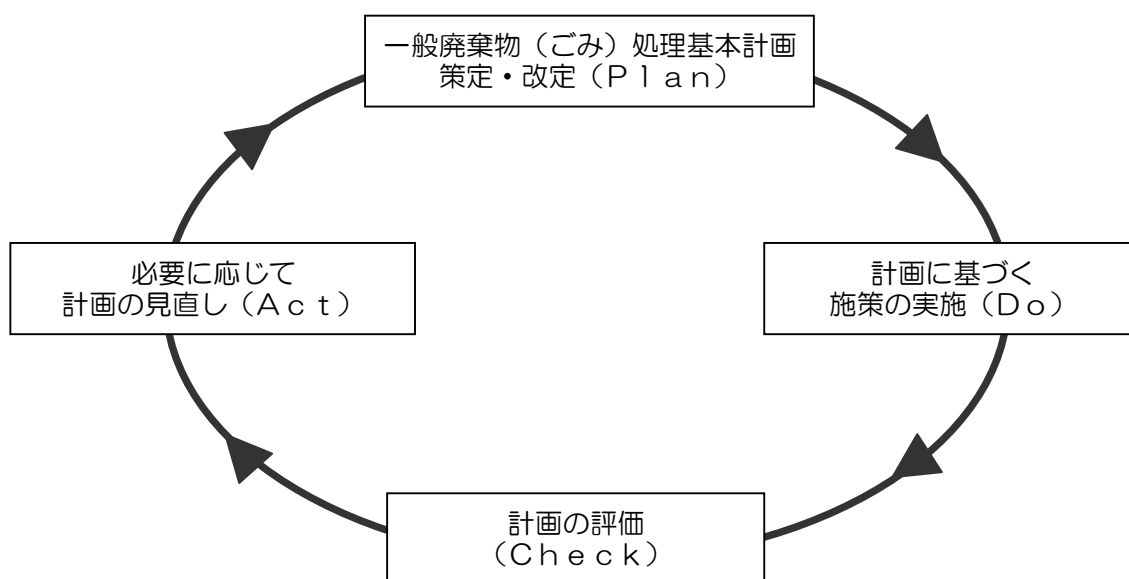 一般廃棄物（ごみ）処理基本計画
策定・改定（Ｐｌａｎ）
必要に応じて
計画の見直し（Ａｃｔ）
計画に基づく
施策の実施（Ｄｏ）
計画の評価
（Ｃｈｅｃｋ）